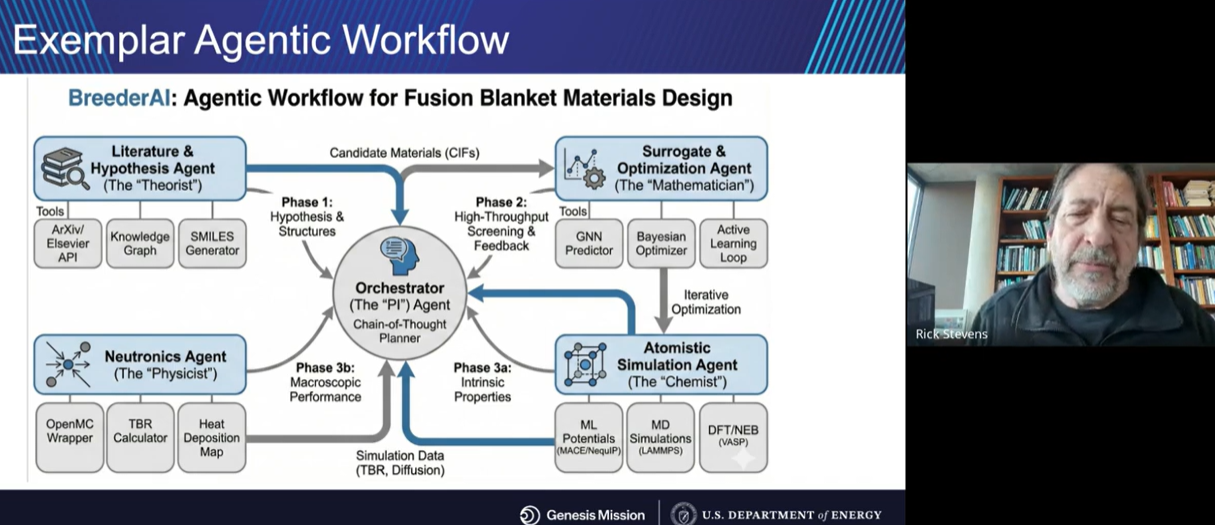 Exemplar Agentic Workflow
BreederAI: Agentic Workflow for Fusion Blanket Materials Design
Literature &
Hypothesis Agent
(The “Theorist”)
Candidate Materials (CIFs)
Surrogate &
Optimization Agent
(The “Mathematician”)
Tools
ArXiv/
Elsevier
API
Knowledge
Graph
SMILES
Generator
Phase 1:
Hypothesis &
Structures
Phase 2:
High-Throughput
Screening &
Feedback
Tools
GNN
Predictor
Bayesian
Optimizer
Active
Learning
Loop
Orchestrator
(The “PI”) Agent
Chain-of-Thought
Planner
Iterative
Optimization
Neutronics Agent
(The “Physicist”)
Phase 3b:
Macroscopic
Performance
Phase 3a:
Intrinsic
Properties
Atomistic
Simulation Agent
(The “Chemist”)
OpenMC
Wrapper
TBR
Calculator
Heat
Deposition
Map
Simulation Data
(TBR, Diffusion)
ML
Potentials
(MACE/NequIP)
MD
Simulations
(LAMMPS)
DFT/NEB
(VASP)
Genesis Mission
U.S. DEPARTMENT of ENERGY
Rick Stevens